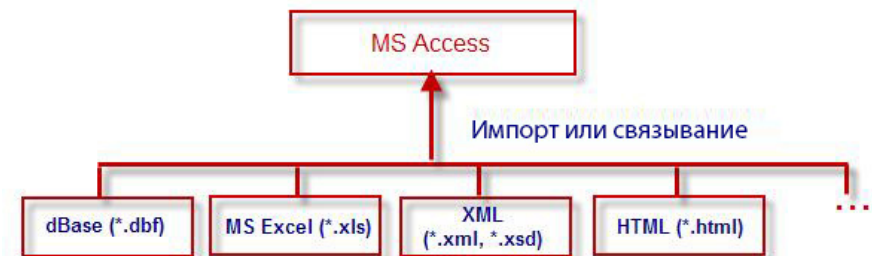 MS Access
Импорт или связывание
dBase (*.dbf)
MS Excel (*.xls)
XML
(*.xml, *.xsd)
HTML (*.html)
...